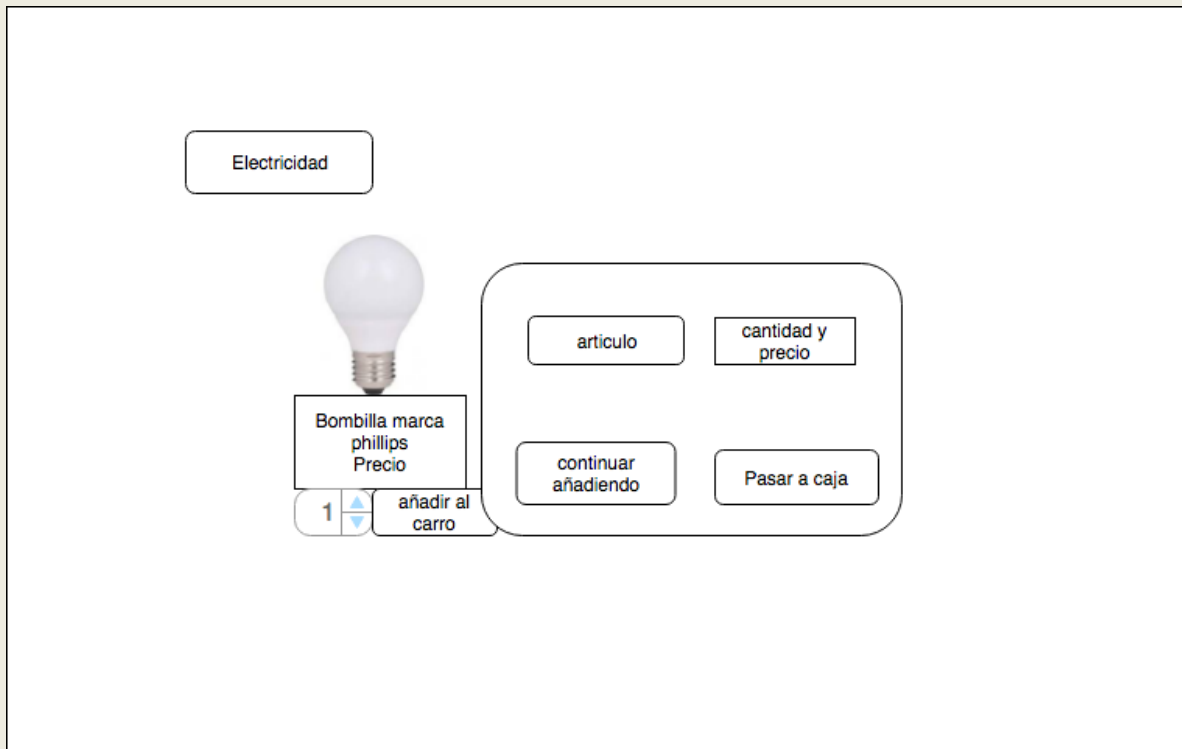 Electricidad
articulo
cantidad y
precio
Bombilla marca
phillips
Precio
continuar
añadiendo
Pasar a caja
1
añadir al
carro